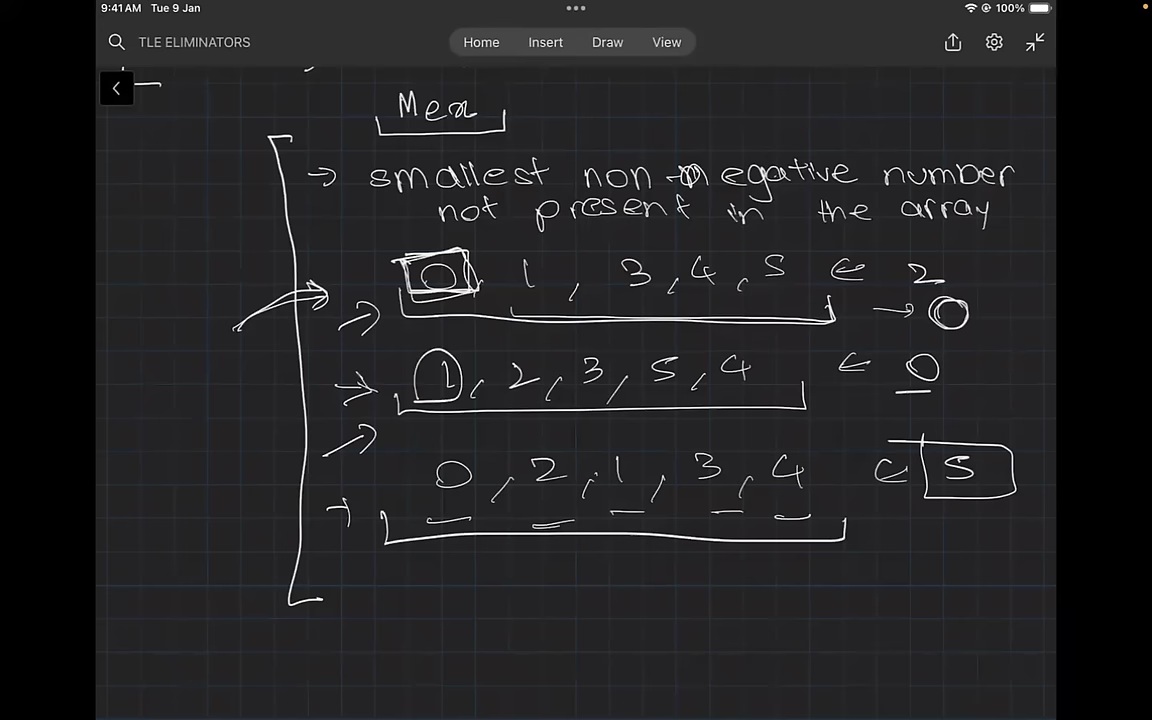 9:41 AM Tue 9 Jan 100%
TLE ELIMINATORS Home Insert Draw View
Mex
→ smallest non -negative number
not present in the array
0, 1, 3, 4, 5 ← 2
→ 0
→ 1, 2, 3, 5, 4 ← 0
→ 0, 2, 1, 3, 4 ← 5